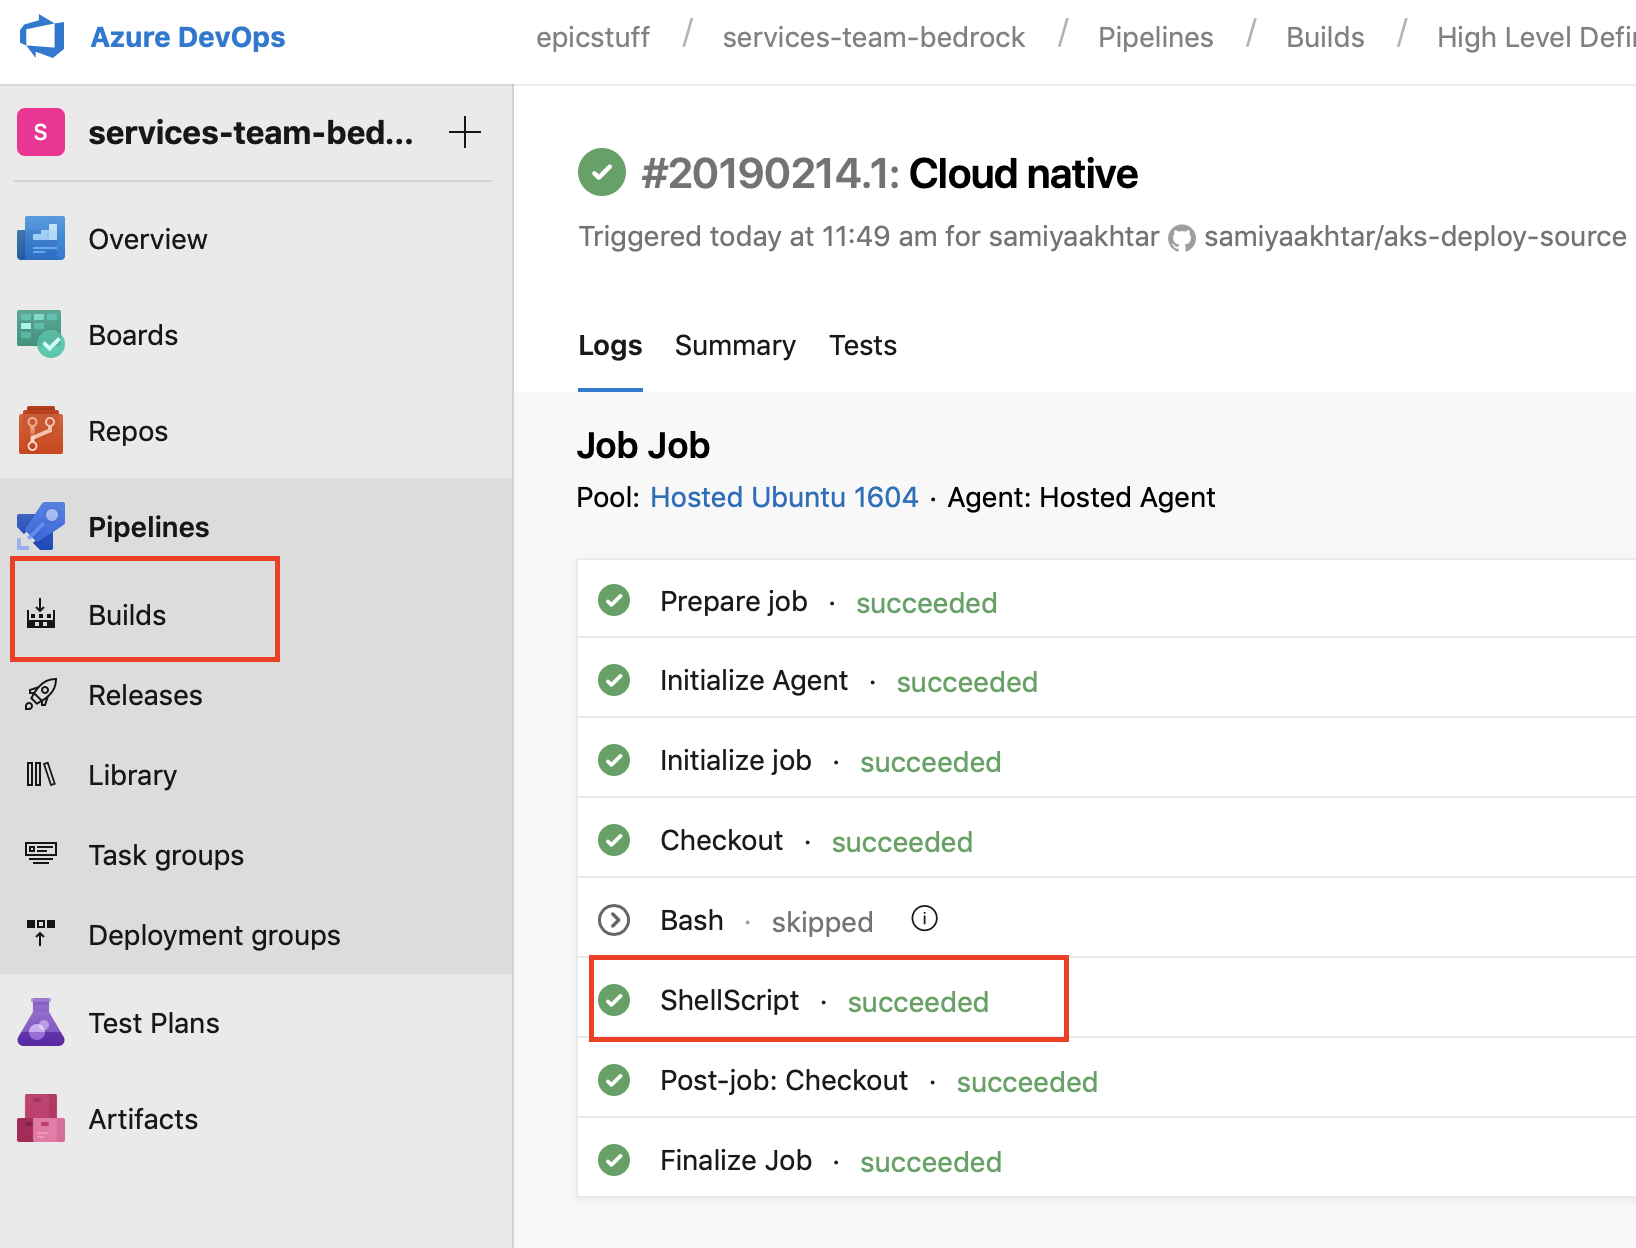 Azure DevOps
epicstuff / services-team-bedrock / Pipelines / Builds / High Level Defi
S services-team-bed...
Overview
Boards
Repos
Pipelines
Builds
Releases
Library
Task groups
Deployment groups
Test Plans
Artifacts
#20190214.1: Cloud native
Triggered today at 11:49 am for samiyaakhtar samiyaakhtar/aks-deploy-source
Logs Summary Tests
Job Job
Pool: Hosted Ubuntu 1604 · Agent: Hosted Agent
Prepare job · succeeded
Initialize Agent · succeeded
Initialize job · succeeded
Checkout · succeeded
Bash · skipped
ShellScript · succeeded
Post-job: Checkout · succeeded
Finalize Job · succeeded